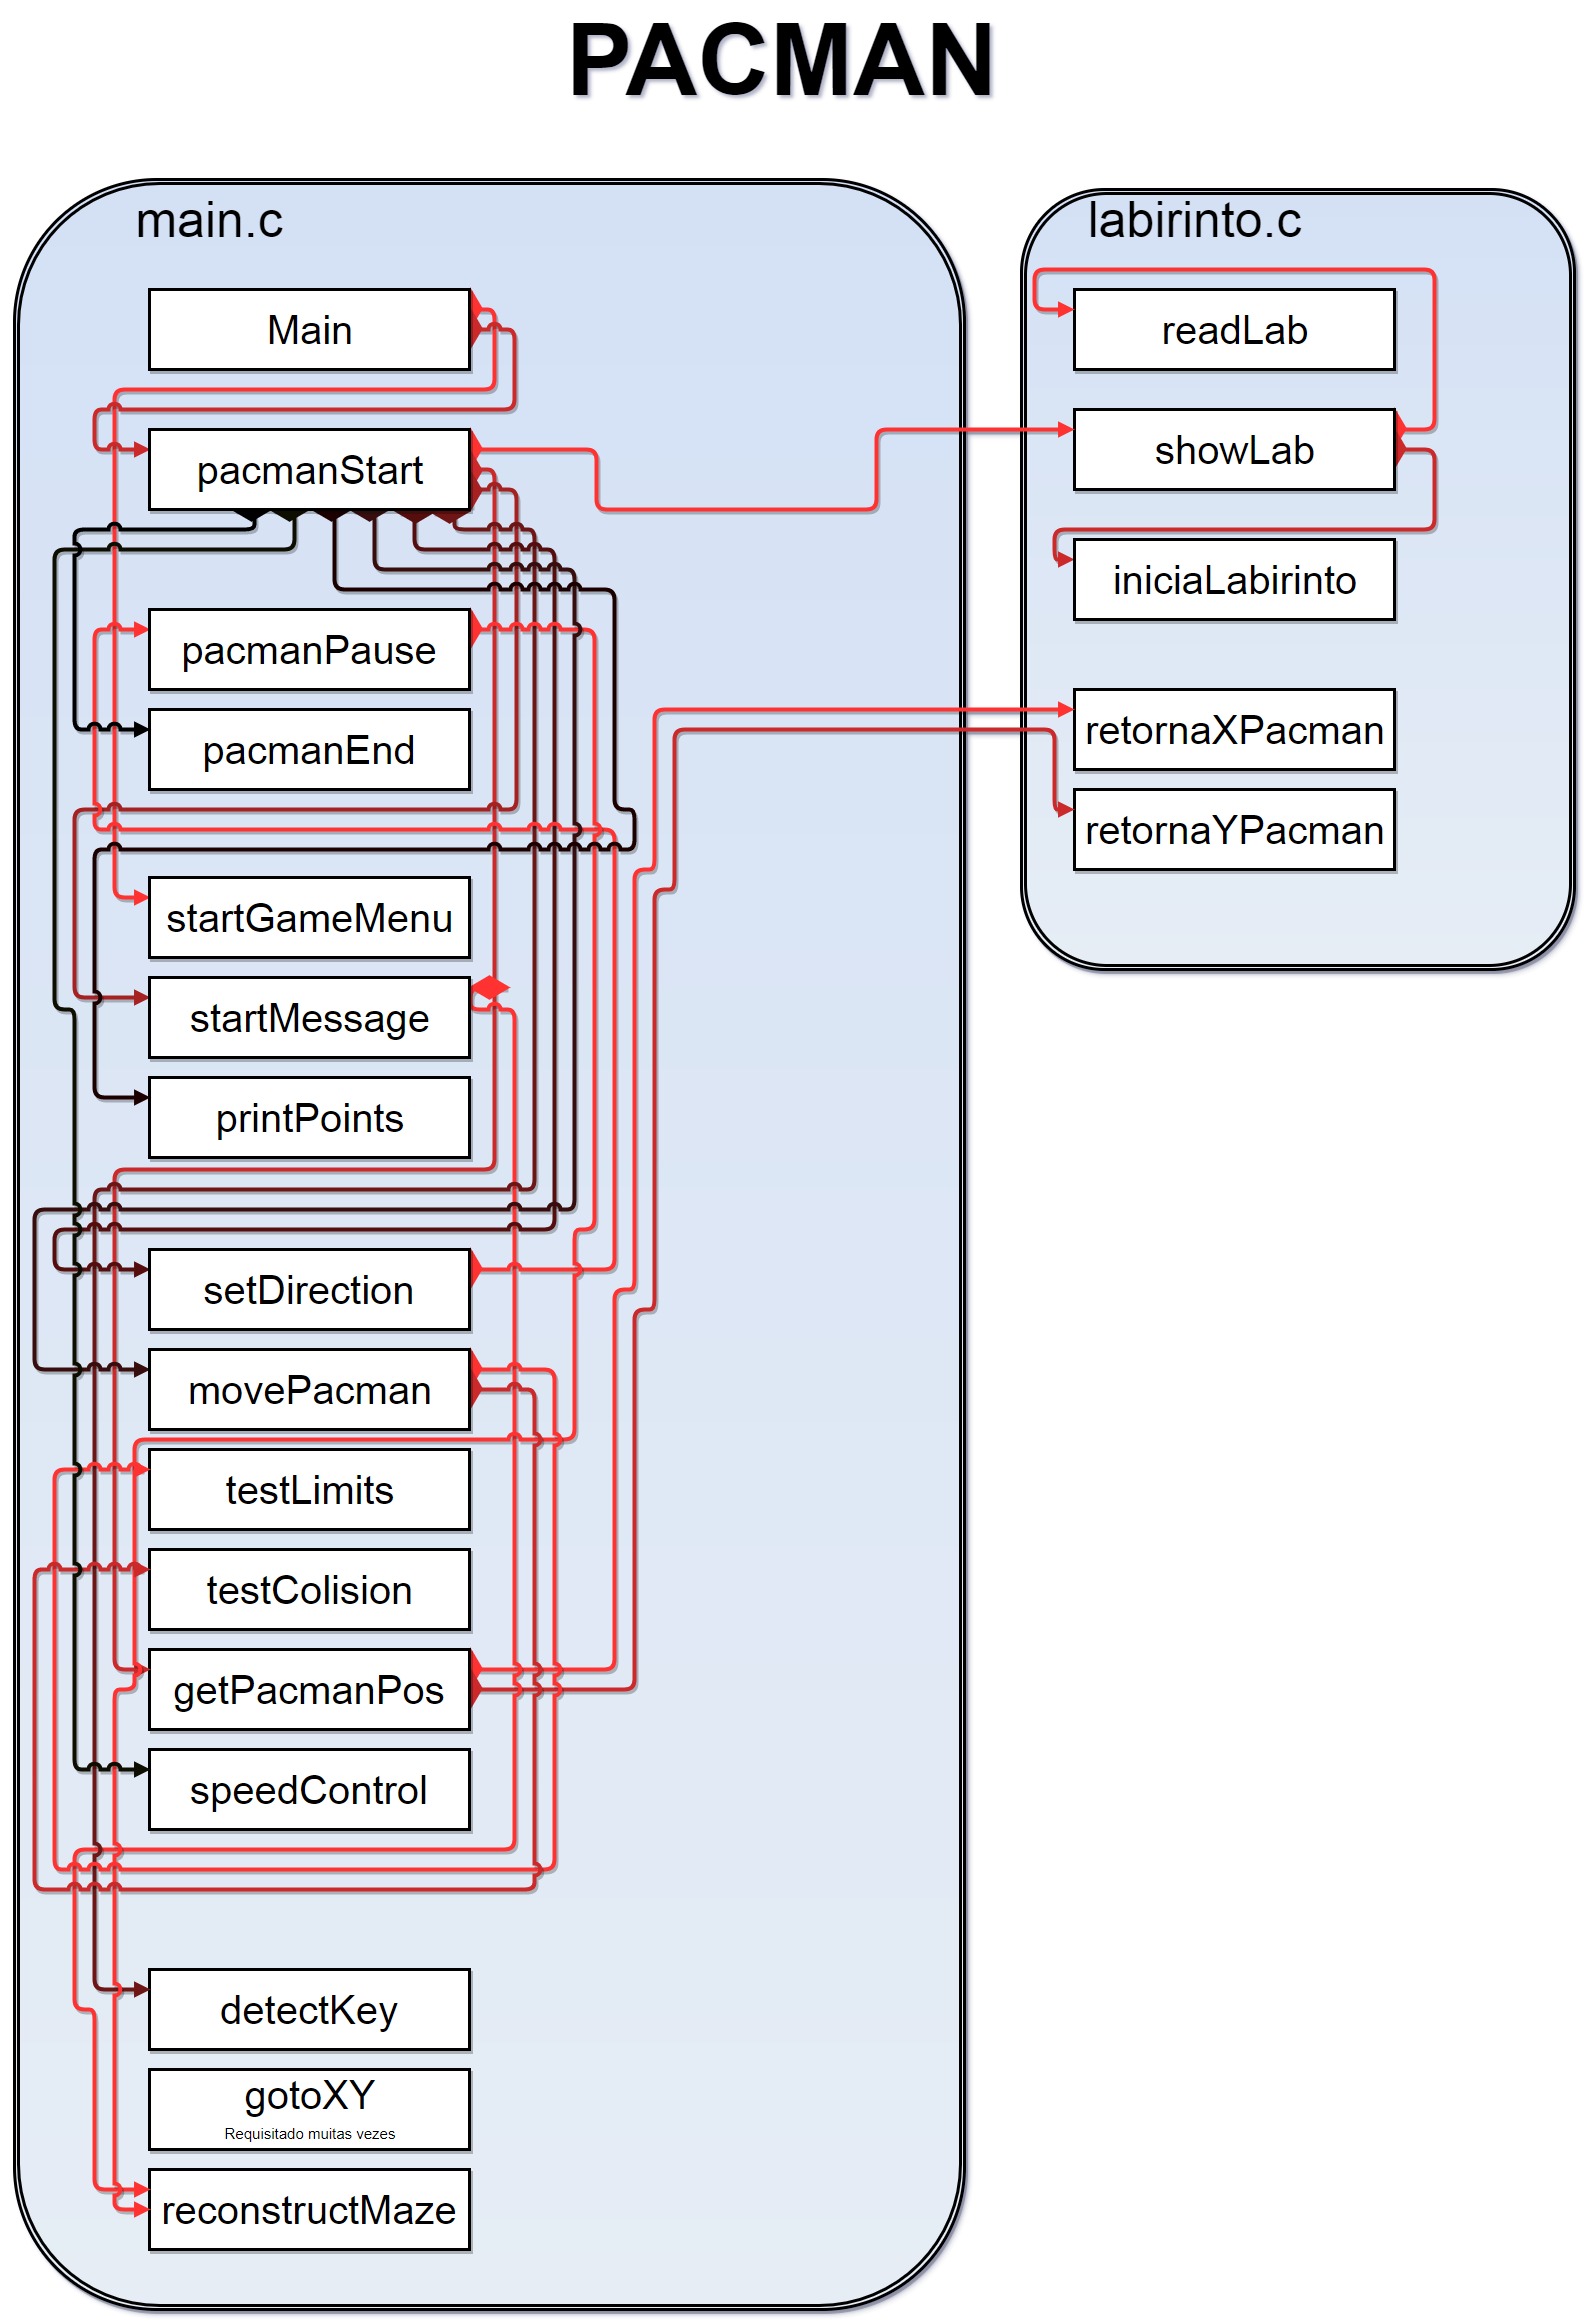 PACMAN
main.c
Main
pacmanStart
pacmanPause
pacmanEnd
startGameMenu
startMessage
printPoints
setDirection
movePacman
testLimits
testColision
getPacmanPos
speedControl
detectKey
gotoXY
Requisitado muitas vezes
reconstructMaze
labirinto.c
readLab
showLab
iniciaLabirinto
retornaXPacman
retornaYPacman